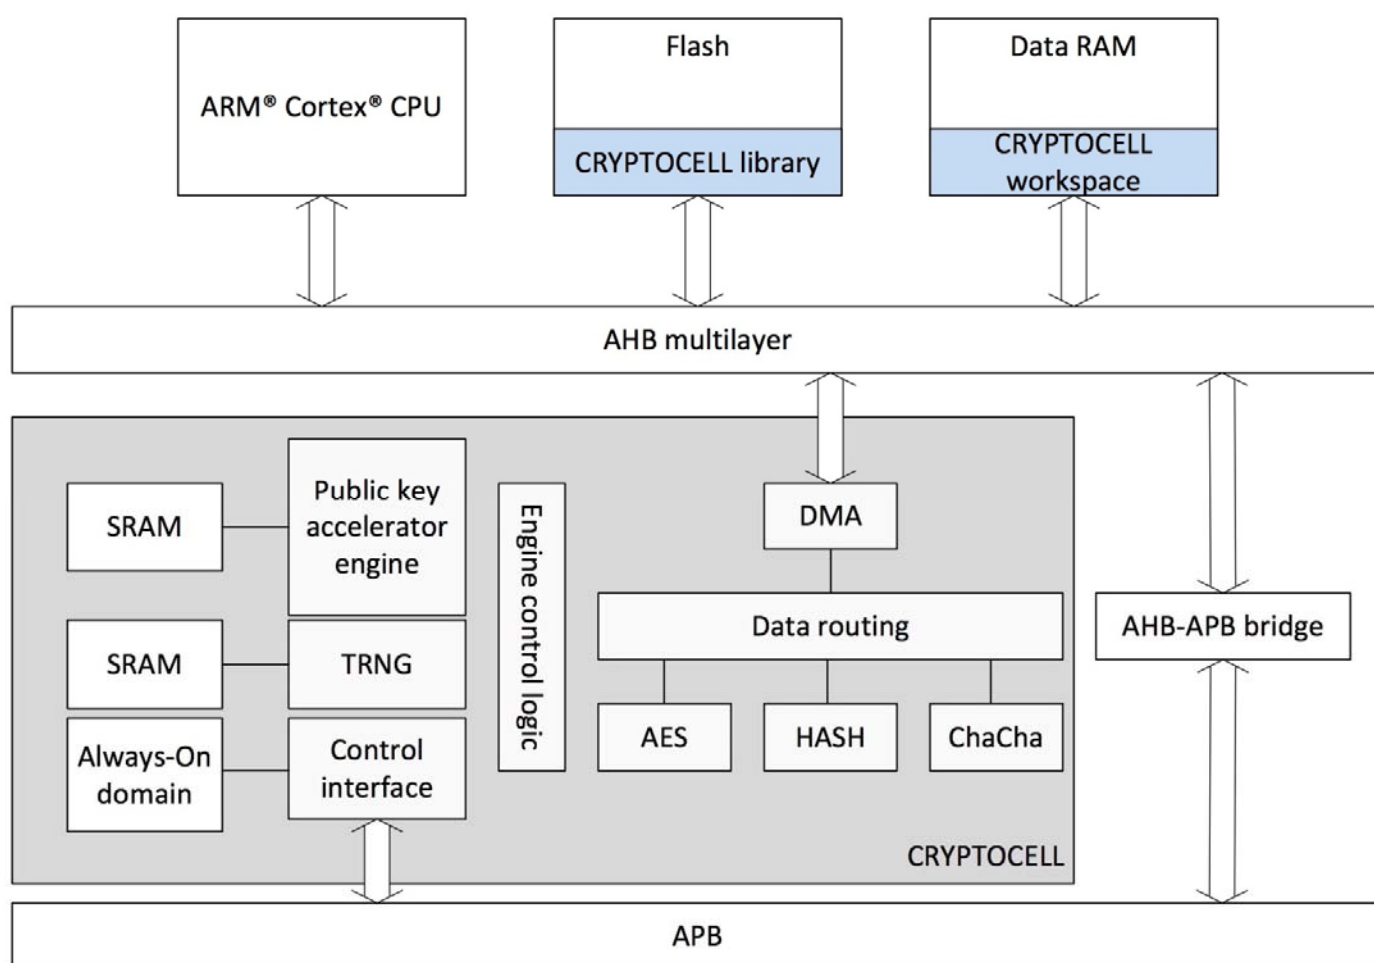 ARM® Cortex® CPU
Flash
CRYPTOCELL library
Data RAM
CRYPTOCELL
workspace
AHB multilayer
SRAM
Public key
accelerator
engine
SRAM
TRNG
Always-On
domain
Control
interface
Engine control logic
DMA
Data routing
AES
HASH
ChaCha
CRYPTOCELL
AHB-APB bridge
APB